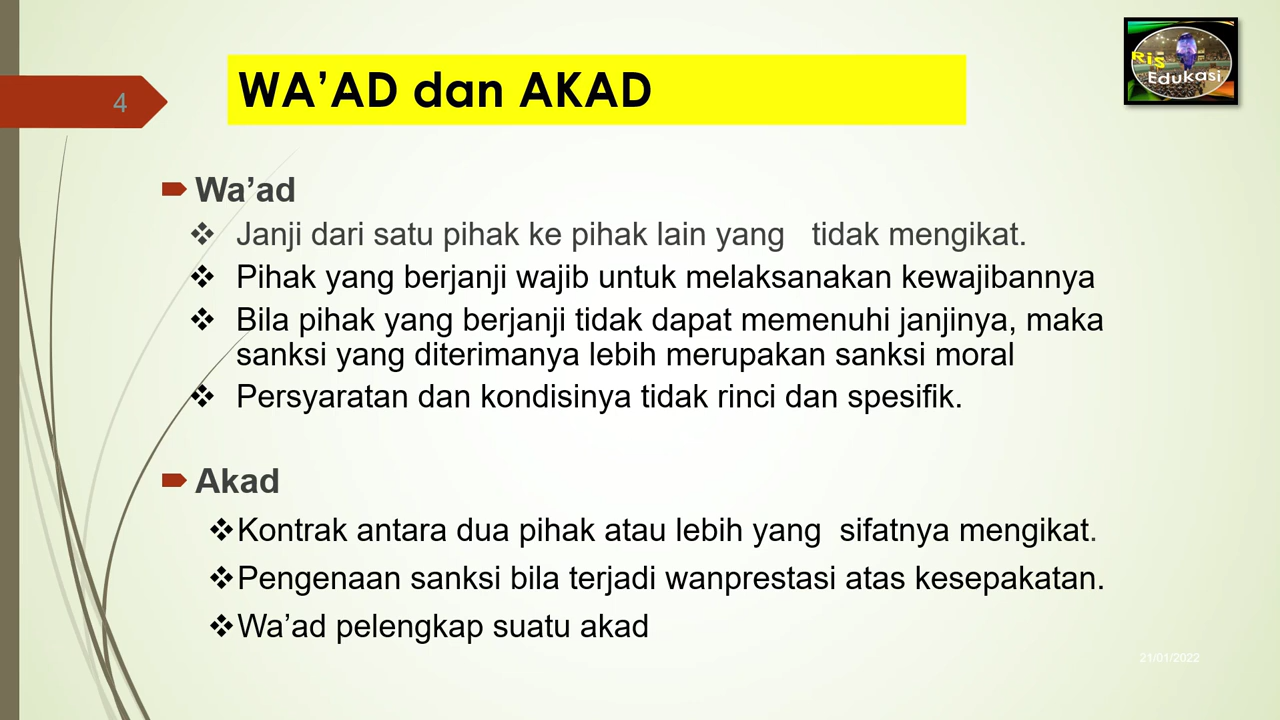 4
WA’AD dan AKAD
Ris
Edukasi
Wa’ad
❖ Janji dari satu pihak ke pihak lain yang tidak mengikat.
❖ Pihak yang berjanji wajib untuk melaksanakan kewajibannya
❖ Bila pihak yang berjanji tidak dapat memenuhi janjinya, maka
sanksi yang diterimanya lebih merupakan sanksi moral
❖ Persyaratan dan kondisinya tidak rinci dan spesifik.
Akad
❖Kontrak antara dua pihak atau lebih yang sifatnya mengikat.
❖Pengenaan sanksi bila terjadi wanprestasi atas kesepakatan.
❖Wa’ad pelengkap suatu akad
21/01/2022